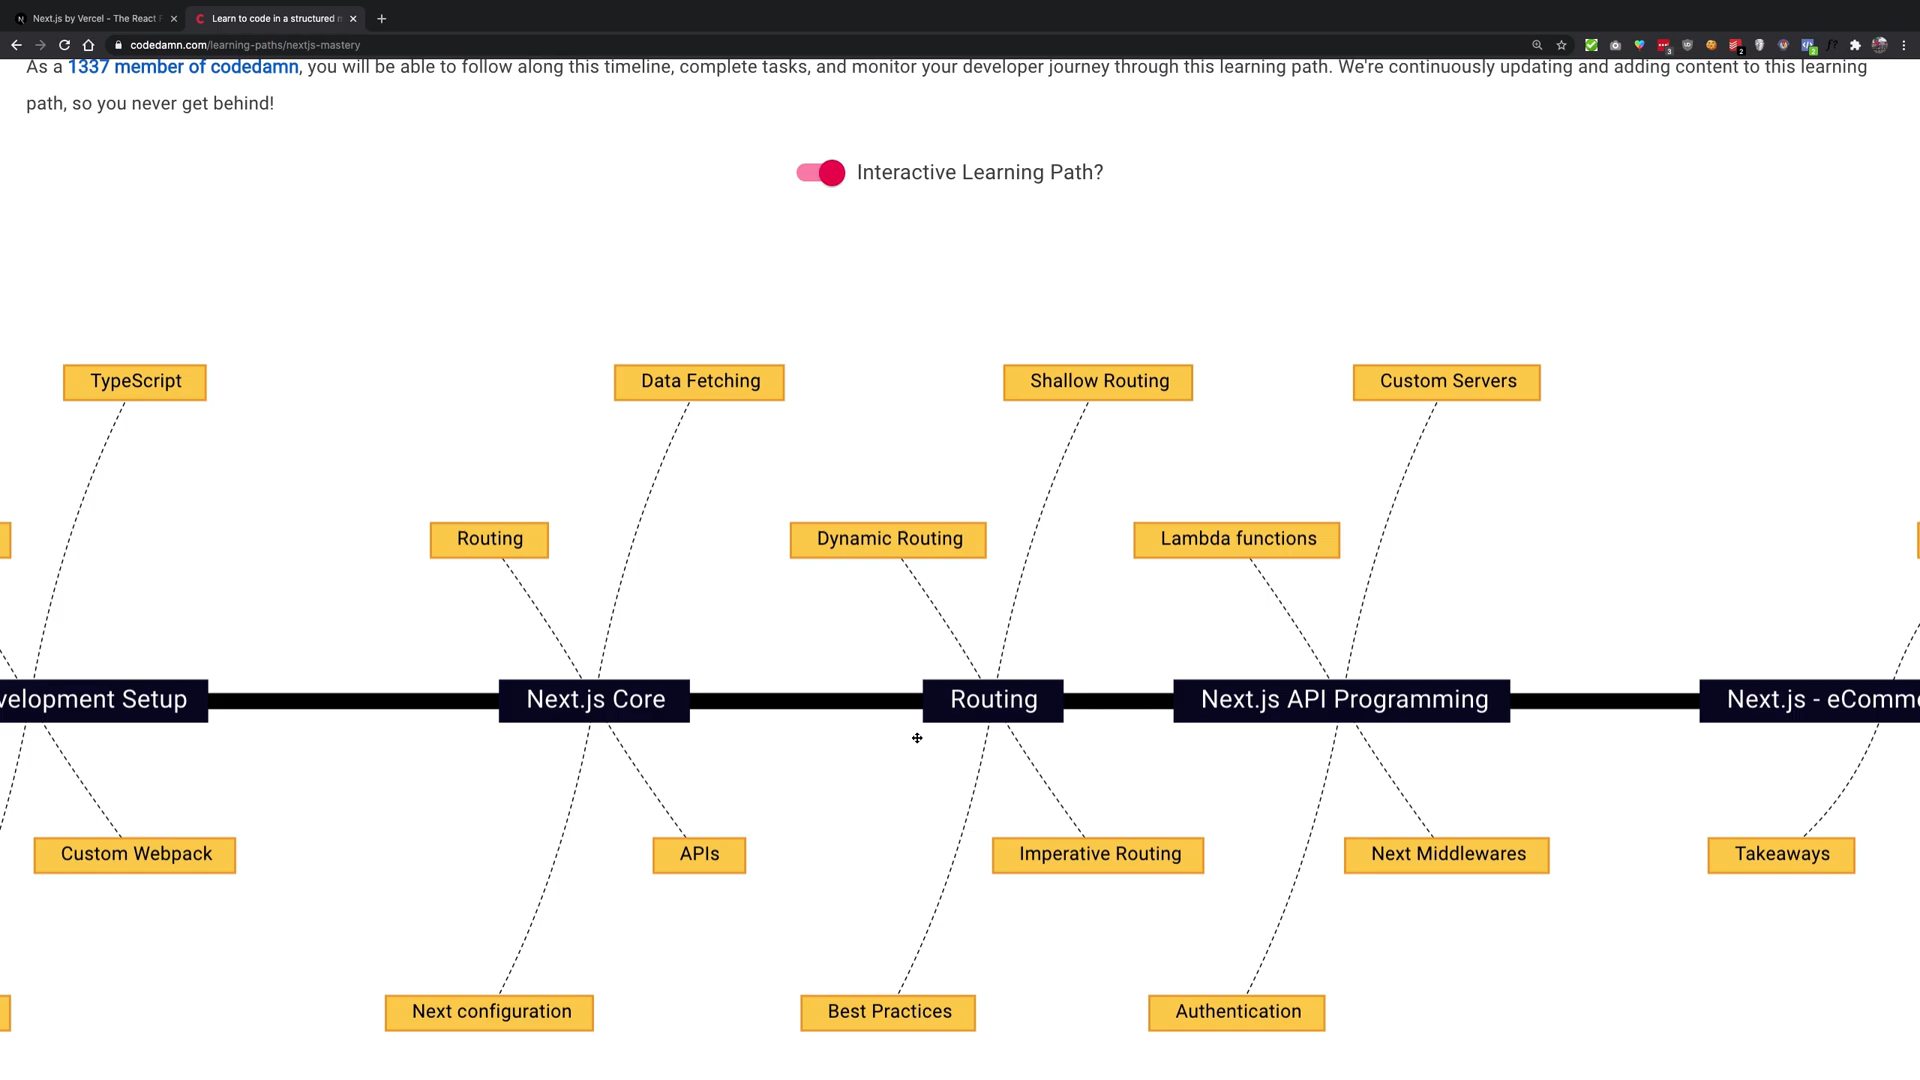 Next.js by Vercel - The React F
Learn to code in a structured m
codedamn.com/learning-paths/nextjs-mastery
As a 1337 member of codedamn, you will be able to follow along this timeline, complete tasks, and monitor your developer journey through this learning path. We're continuously updating and adding content to this learning
path, so you never get behind!
Interactive Learning Path?
TypeScript
Data Fetching
Shallow Routing
Custom Servers
Routing
Dynamic Routing
Lambda functions
velopment Setup
Next.js Core
Routing
Next.js API Programming
Next.js - eComme
Custom Webpack
APIs
Imperative Routing
Next Middlewares
Takeaways
Next configuration
Best Practices
Authentication